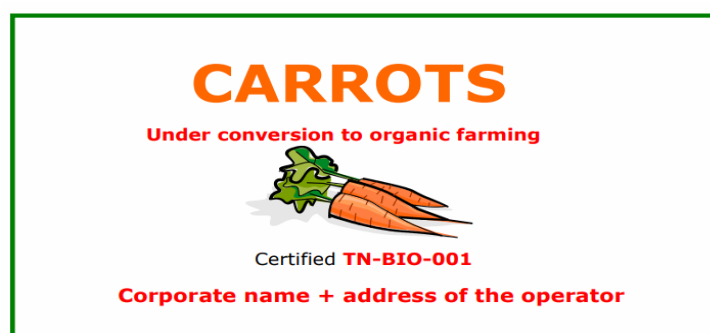 CARROTS
Under conversion to organic farming
Certified TN-BIO-001
Corporate name + address of the operator